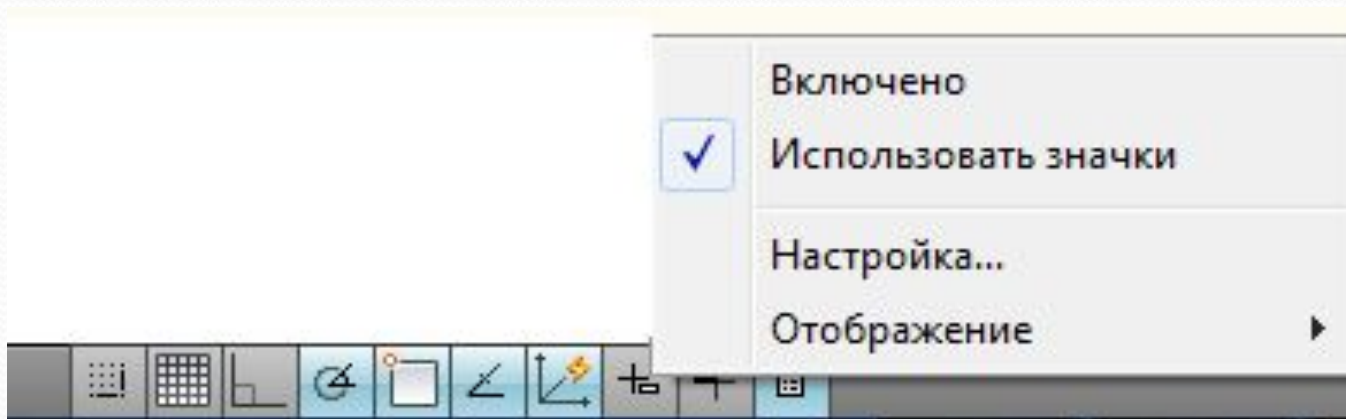 Включено
Использовать значки
Настройка...
Отображение